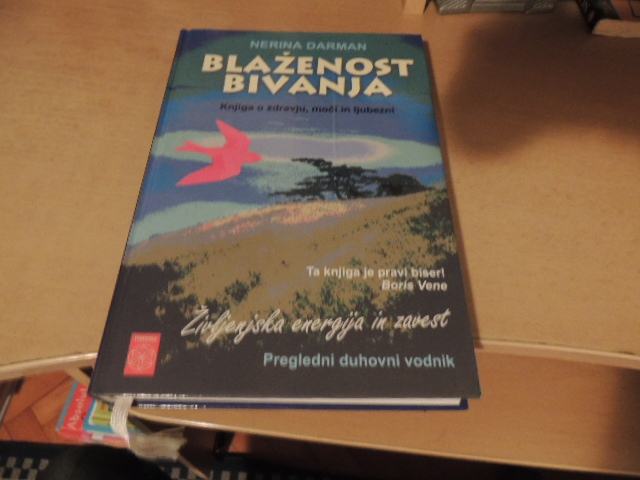 NERINA DARMAN
BLAŽENOST
BIVANJA
Knjiga o zdravju, moči in ljubezni
Ta knjiga je pravi biser!
Boris Vene
Življenjska energija in zavest
Pregledni duhovni vodnik
Absolut